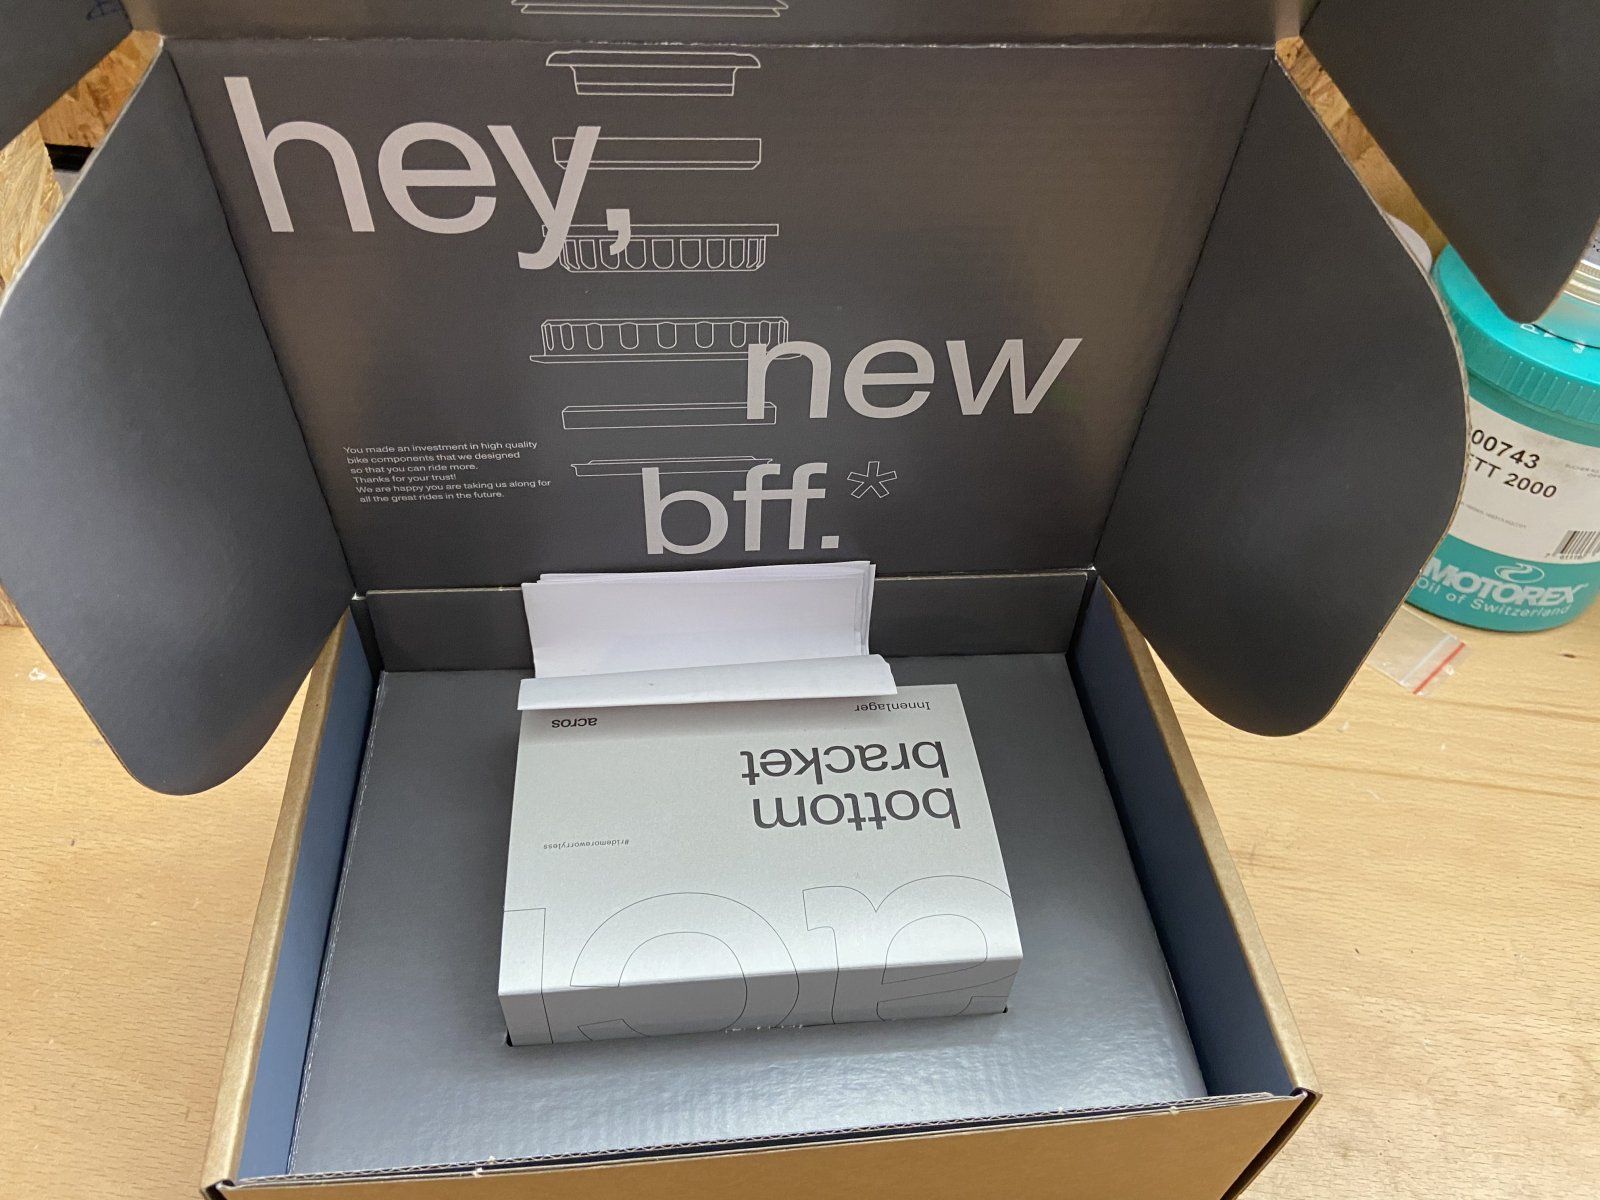 hey,
new
bff.*
You made an investment in high quality
bike components that we designed
so that you can ride more.
Thanks for your trust!
We are happy you are taking us along for
all the great rides in the future.
acros
Innenlager
bottom
bracket
#ridemoreworryless
acr
00743
ETT 2000
MOTOREX
Oil of Switzerland